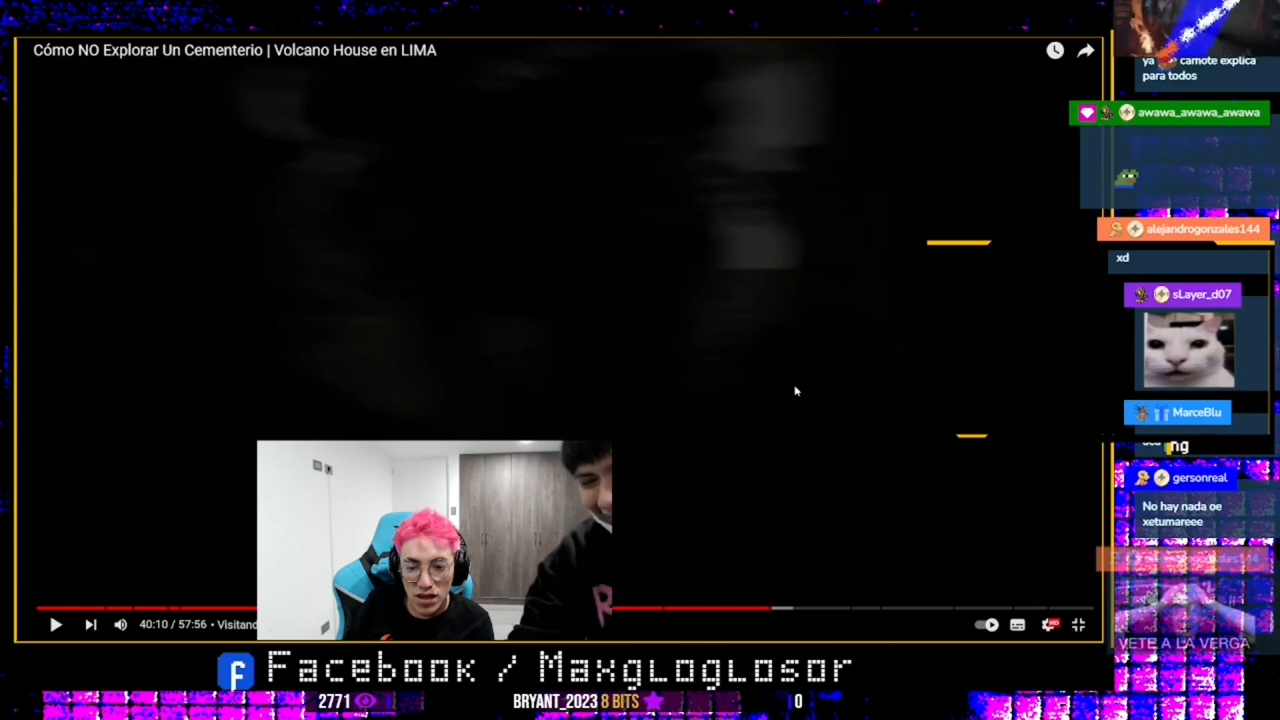 Cómo NO Explorar Un Cementerio | Volcano House en LIMA
ya camote explica
para todos
awawa_awawa_awawa
alejandrogonzales144
xd
sLayer_d07
MarceBlu
ng
gersonreal
No hay nada oe
xetumareee
VETE A LA VERGA
40:10 / 57:56 • Visitand
HD
R
f Facebook / Maxgloglosor
2771
BRYANT_2023 8 BITS
0